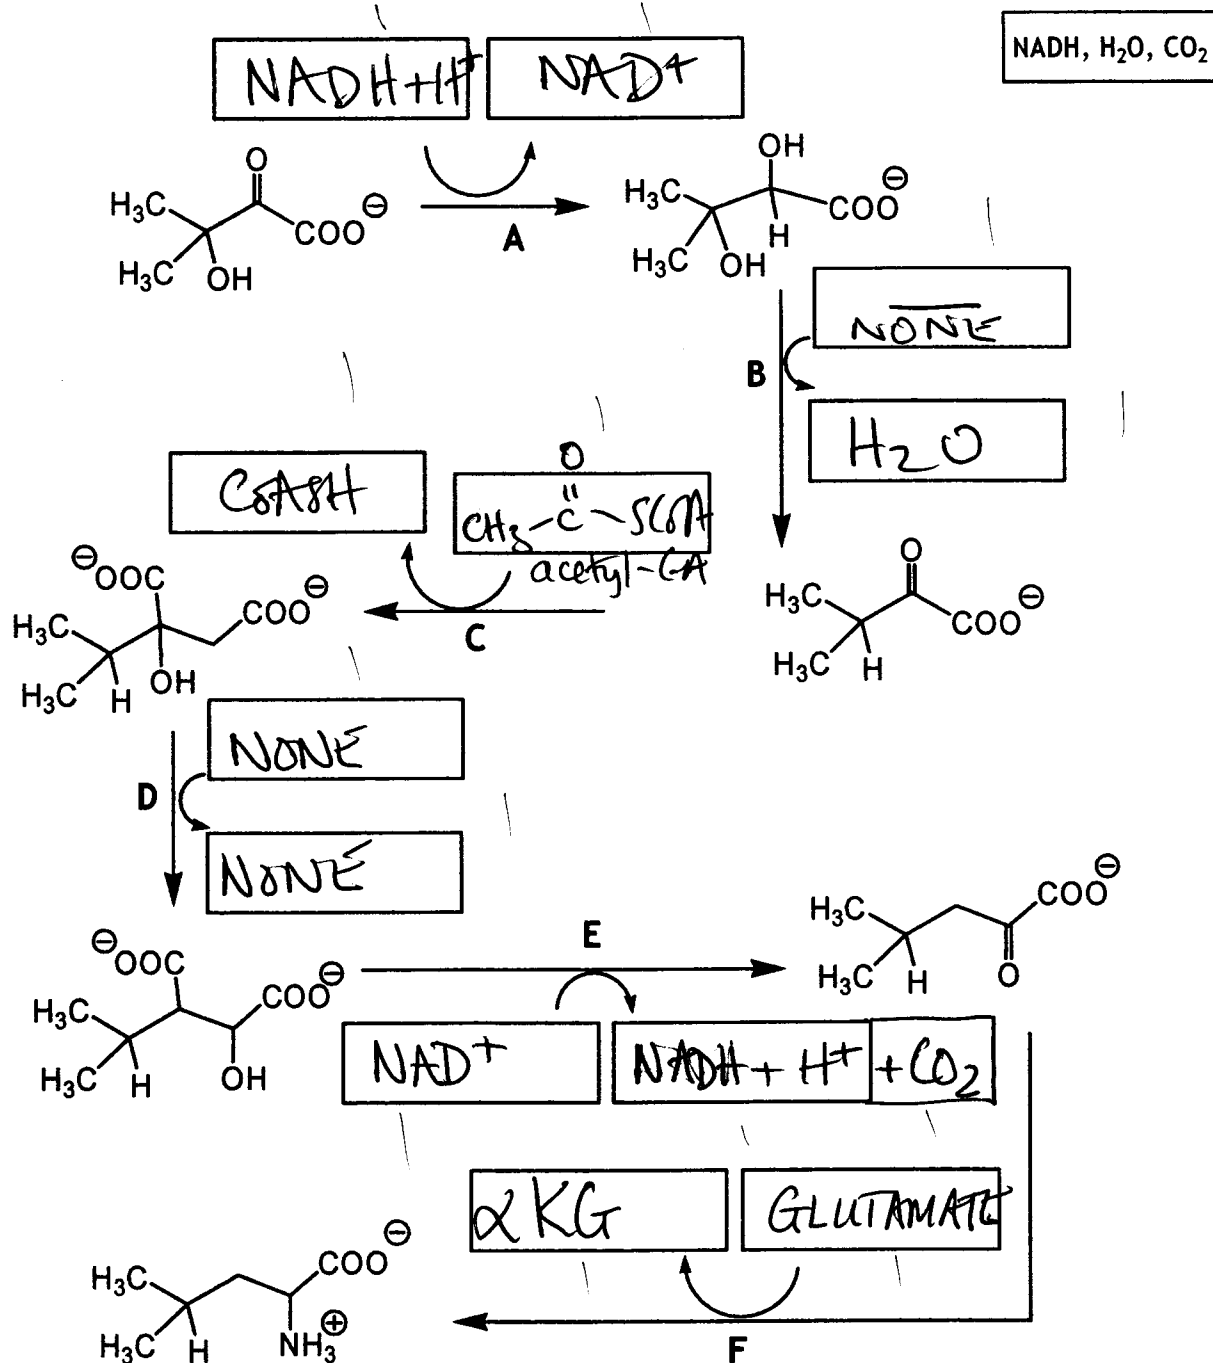 NADH, H₂O, CO₂
NADH+H⁺
NAD⁺
O
H₃C
COO⊖
H₃C
OH
A
OH
H₃C
COO⊖
H
H₃C
OH
NONE
B
H₂O
CoASH
O
CH₃-C-SCoA
acetyl-CoA
⊖OOC
COO⊖
H₃C
OH
H₃C
H
C
O
H₃C
COO⊖
H₃C
H
NONE
D
NONE
E
⊖OOC
COO⊖
H₃C
H₃C
H
OH
COO⊖
H₃C
H₃C
H
O
NAD⁺
NADH + H⁺ + CO₂
αKG
GLUTAMATE
COO⊖
H₃C
H₃C
H
NH₃⊕
F